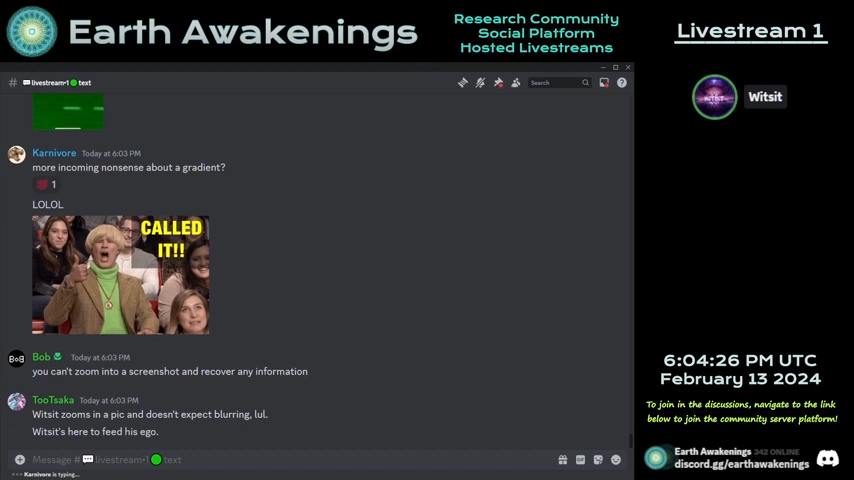 Earth Awakenings
Research Community
Social Platform
Hosted Livestreams
Livestream 1
# livestream-1 text
Search
WITSIT
Witsit
Karnivore Today at 6:03 PM
more incoming nonsense about a gradient?
1
LOLOL
CALLED
IT!!
BOB
Bob Today at 6:03 PM
you can't zoom into a screenshot and recover any information
TooTsaka Today at 6:03 PM
Witsit zooms in a pic and doesn't expect blurring, lul.
Witsit's here to feed his ego.
Message # livestream-1 text
Karnivore is typing...
6:04:26 PM UTC
February 13 2024
To join in the discussions, navigate to the link
below to join the community server platform!
Earth Awakenings 342 ONLINE
discord.gg/earthawakenings